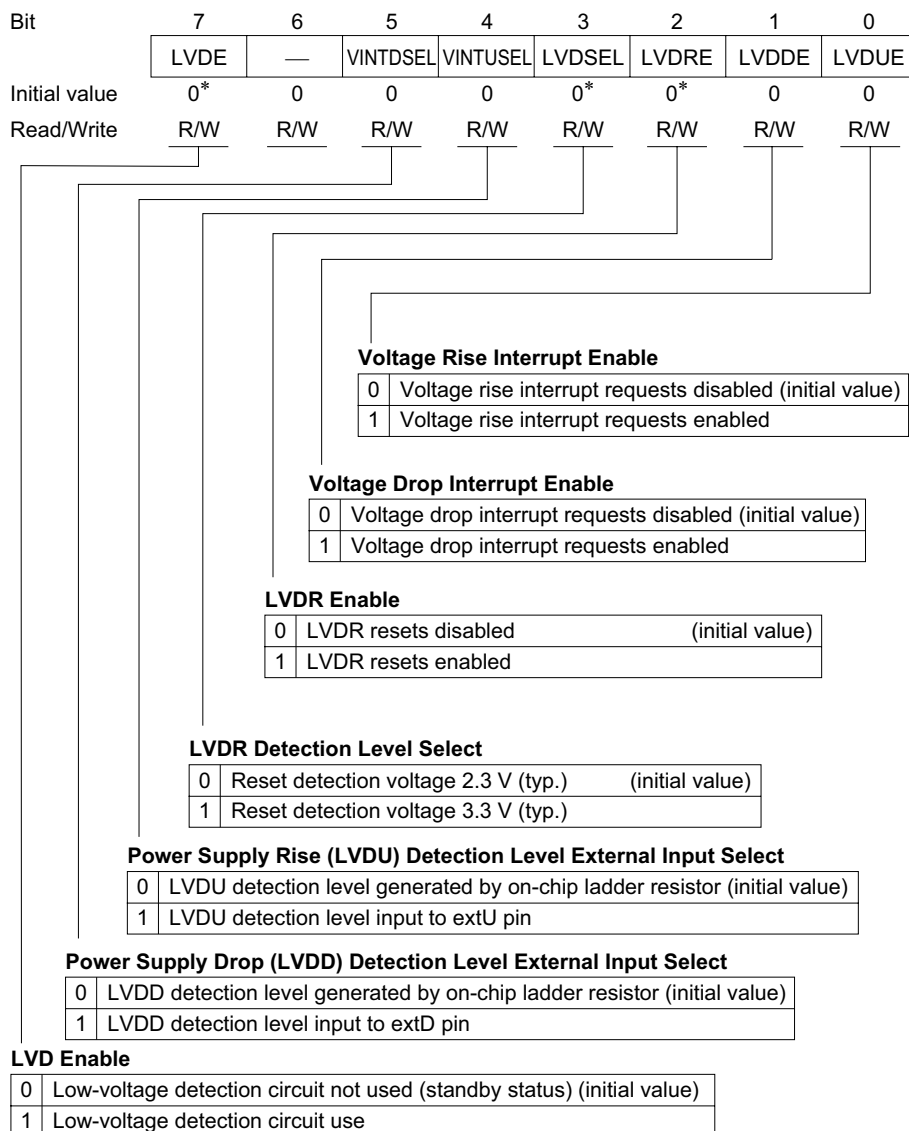 Bit 7 6 5 4 3 2 1 0
LVDE — VINTDSEL VINTUSEL LVDSEL LVDRE LVDDE LVDUE
Initial value 0* 0 0 0 0* 0* 0 0
Read/Write R/W R/W R/W R/W R/W R/W R/W R/W
Voltage Rise Interrupt Enable
0 Voltage rise interrupt requests disabled (initial value)
1 Voltage rise interrupt requests enabled
Voltage Drop Interrupt Enable
0 Voltage drop interrupt requests disabled (initial value)
1 Voltage drop interrupt requests enabled
LVDR Enable
0 LVDR resets disabled (initial value)
1 LVDR resets enabled
LVDR Detection Level Select
0 Reset detection voltage 2.3 V (typ.) (initial value)
1 Reset detection voltage 3.3 V (typ.)
Power Supply Rise (LVDU) Detection Level External Input Select
0 LVDU detection level generated by on-chip ladder resistor (initial value)
1 LVDU detection level input to extU pin
Power Supply Drop (LVDD) Detection Level External Input Select
0 LVDD detection level generated by on-chip ladder resistor (initial value)
1 LVDD detection level input to extD pin
LVD Enable
0 Low-voltage detection circuit not used (standby status) (initial value)
1 Low-voltage detection circuit use